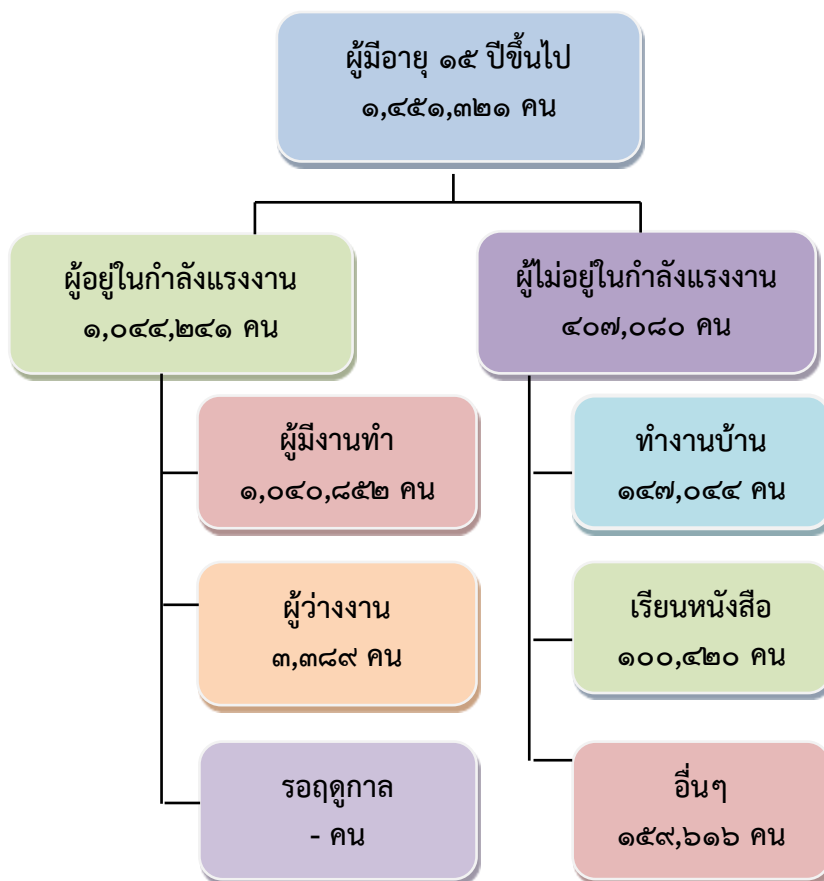 ผู้มีอายุ ๑๕ ปีขึ้นไป
๑,๔๕๑,๓๒๑ คน
ผู้อยู่ในกำลังแรงงาน
๑,๐๔๔,๒๔๑ คน
ผู้ไม่อยู่ในกำลังแรงงาน
๔๐๗,๐๘๐ คน
ผู้มีงานทำ
๑,๐๔๐,๘๕๒ คน
ผู้ว่างงาน
๓,๓๘๙ คน
รอฤดูกาล
- คน
ทำงานบ้าน
๑๔๗,๐๔๔ คน
เรียนหนังสือ
๑๐๐,๔๒๐ คน
อื่นๆ
๑๕๙,๖๑๖ คน